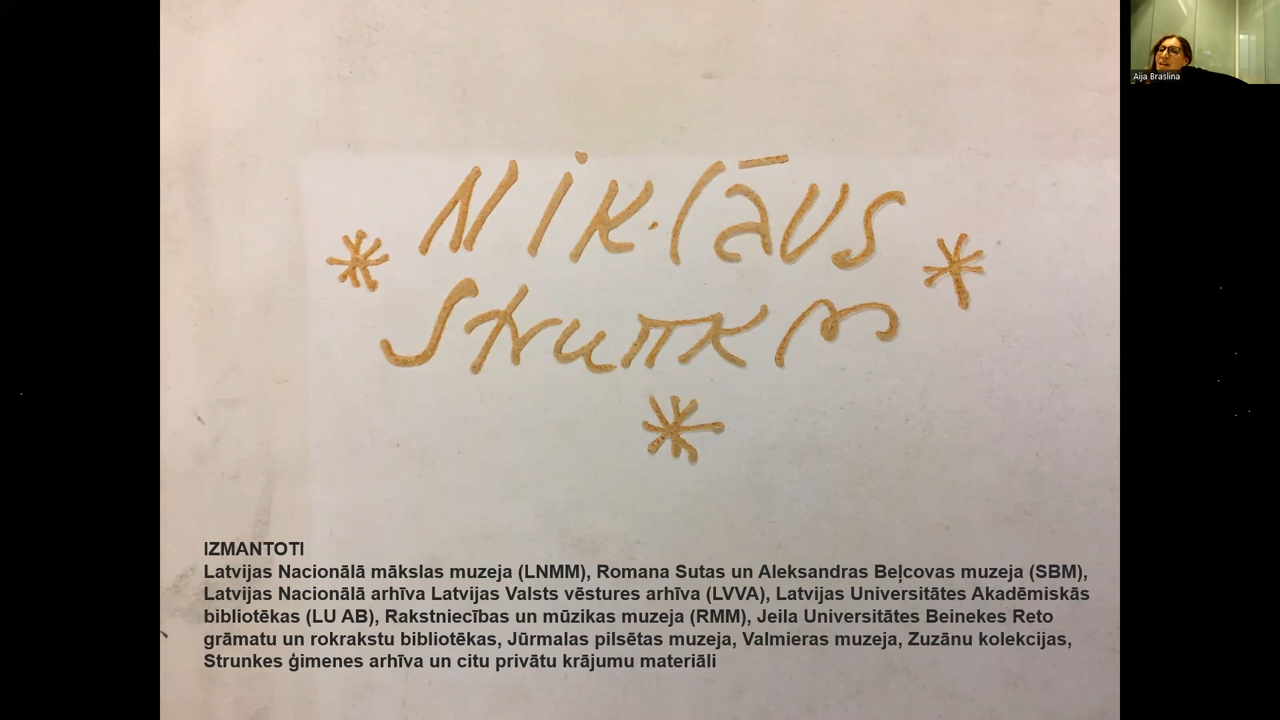 Nik.lāvs
Strunke
IZMANTOTI
Latvijas Nacionālā mākslas muzeja (LNMM), Romana Sutas un Aleksandras Beļcovas muzeja (SBM),
Latvijas Nacionālā arhīva Latvijas Valsts vēstures arhīva (LVVA), Latvijas Universitātes Akadēmiskās
bibliotēkas (LU AB), Rakstniecības un mūzikas muzeja (RMM), Jeila Universitātes Beinekes Reto
grāmatu un rokrakstu bibliotēkas, Jūrmalas pilsētas muzeja, Valmieras muzeja, Zuzānu kolekcijas,
Strunkes ģimenes arhīva un citu privātu krājumu materiāli
Aija Braslina